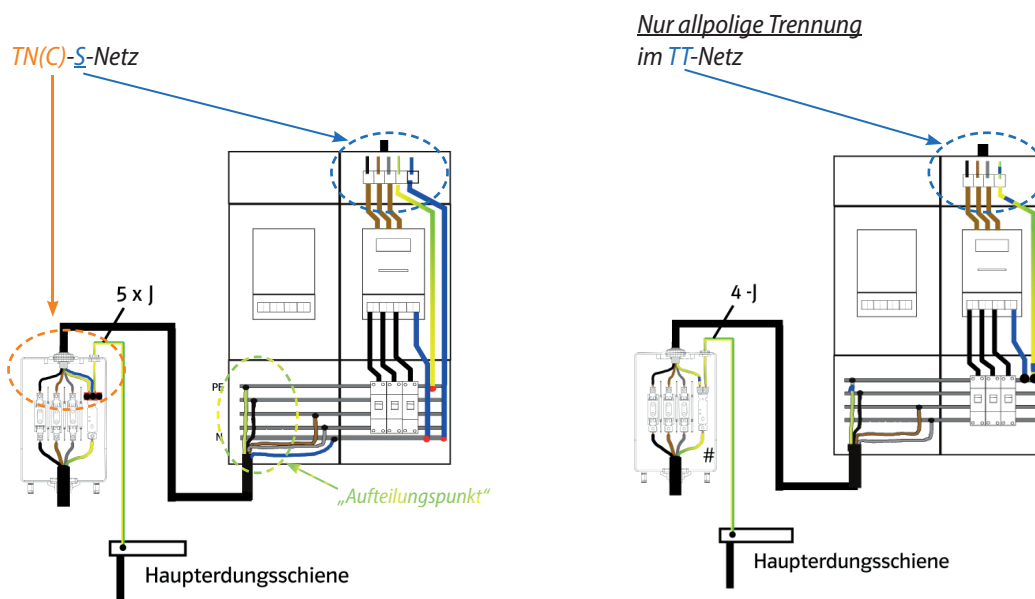 TN(C)-S-Netz
5 x J
PE
N
„Aufteilungspunkt“
Haupterdungsschiene
Nur allpolige Trennung
im TT-Netz
4 -J
#
Haupterdungsschiene